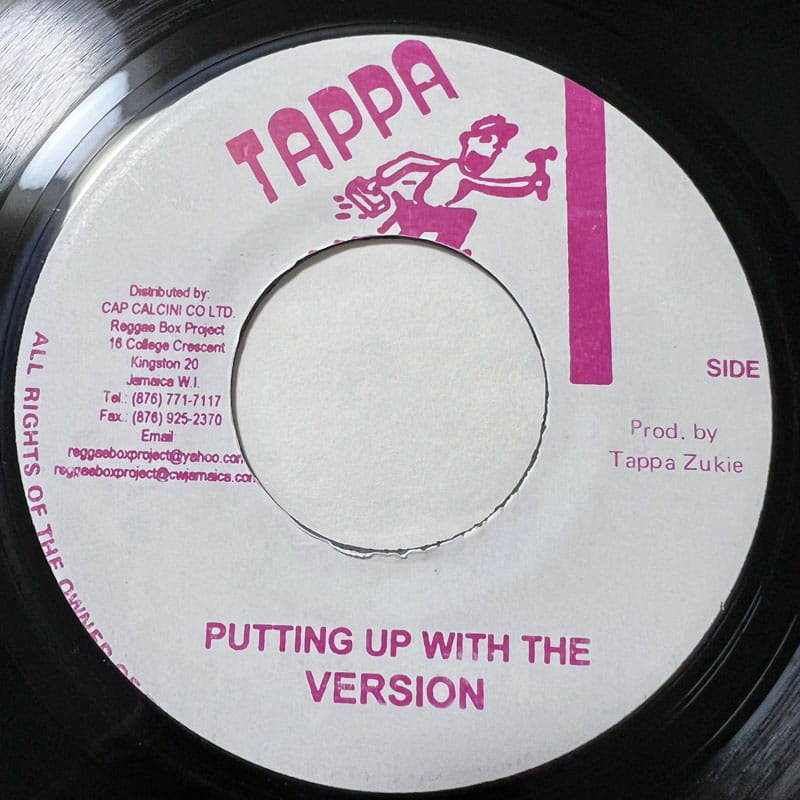 TAPPA
Distributed by:
CAP CALCINI CO LTD.
Reggae Box Project
16 College Crescent
Kingston 20
Jamaica W.I.
Tel.: (876) 771-7117
Fax.: (876) 925-2370
Email
reggaeboxproject@yahoo.com
reggaeboxproject@cwjamaica.com
SIDE
Prod. by
Tappa Zukie
ALL RIGHTS OF THE OWNER OF
PUTTING UP WITH THE
VERSION